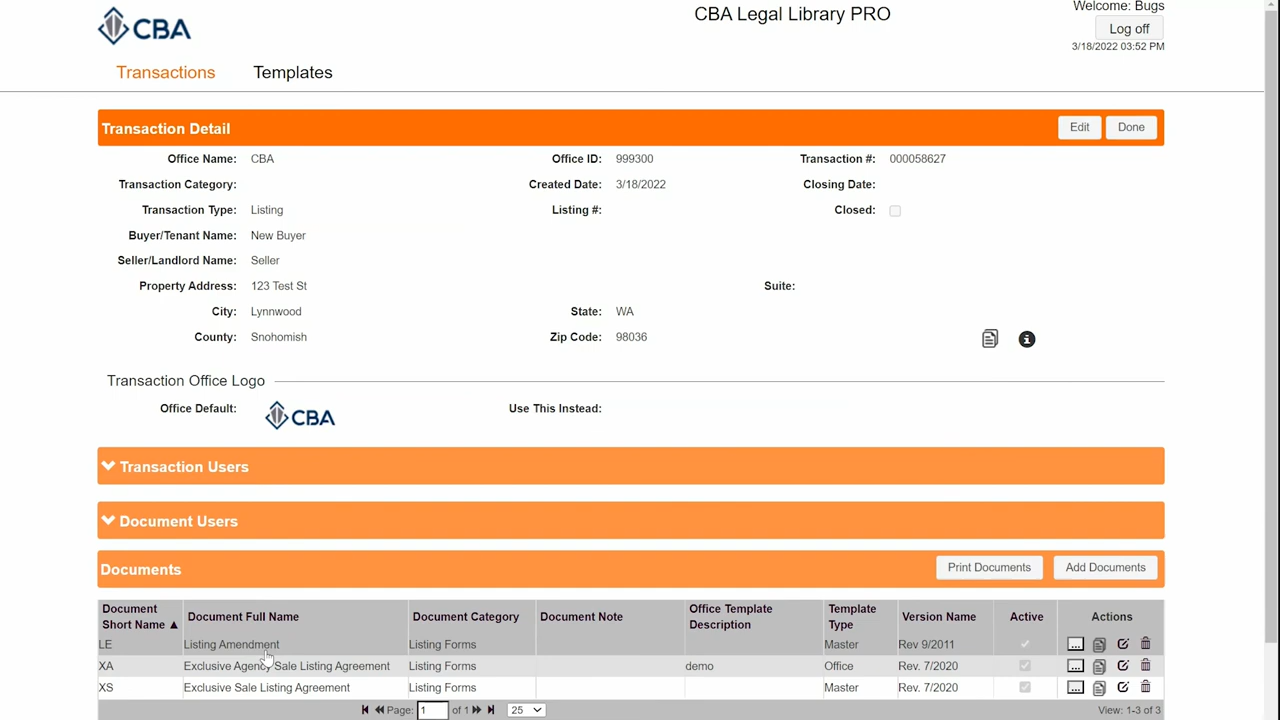 CBA
CBA Legal Library PRO
Welcome: Bugs
Log off
3/18/2022 03:52 PM
Transactions Templates
Transaction Detail Edit Done
Office Name: CBA Office ID: 999300 Transaction #: 000058627
Transaction Category: Created Date: 3/18/2022 Closing Date:
Transaction Type: Listing Listing #: Closed:
Buyer/Tenant Name: New Buyer
Seller/Landlord Name: Seller
Property Address: 123 Test St Suite:
City: Lynnwood State: WA
County: Snohomish Zip Code: 98036
Transaction Office Logo
Office Default: CBA Use This Instead:
Transaction Users
Document Users
Documents Print Documents Add Documents
Document Short Name ▲ Document Full Name Document Category Document Note Office Template Description Template Type Version Name Active Actions
LE Listing Amendment Listing Forms Master Rev 9/2011
XA Exclusive Agency Sale Listing Agreement Listing Forms demo Office Rev. 7/2020
XS Exclusive Sale Listing Agreement Listing Forms Master Rev. 7/2020
Page: 1 of 1 25 View: 1-3 of 3